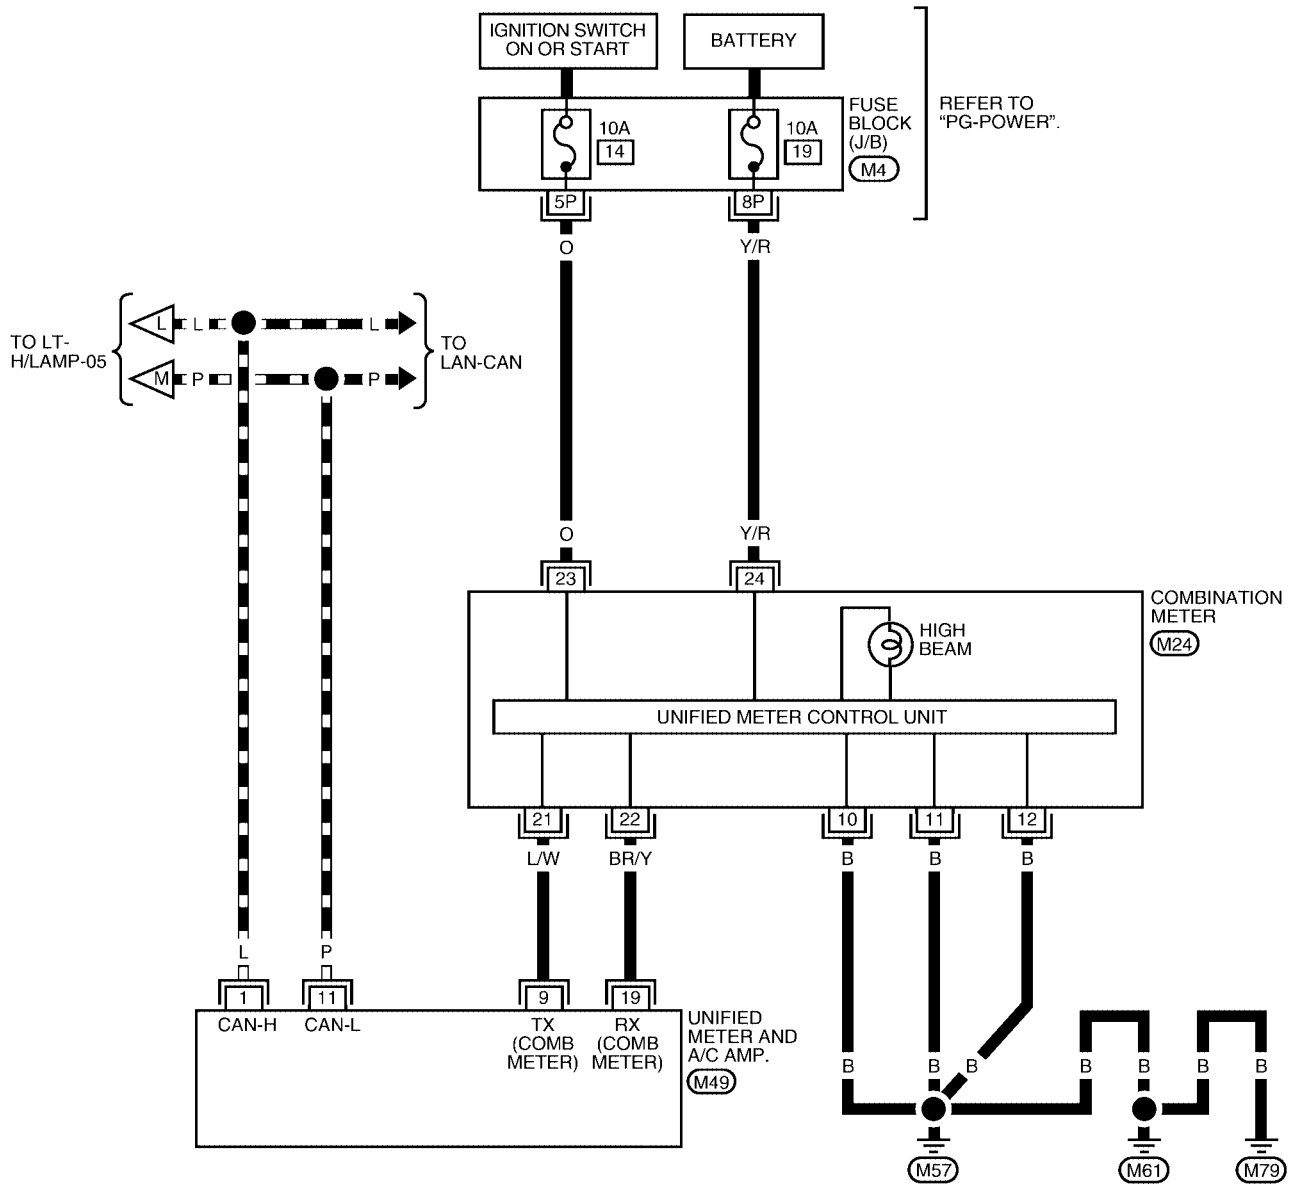 IGNITION SWITCH
ON OR START
BATTERY
FUSE
BLOCK
(J/B)
M4
REFER TO
“PG-POWER”.
10A
14
10A
19
5P
8P
O
Y/R
TO LT-
H/LAMP-05
L
L
L
M
P
P
TO
LAN-CAN
O
Y/R
23
24
COMBINATION
METER
M24
HIGH
BEAM
UNIFIED METER CONTROL UNIT
21
22
10
11
12
L/W
BR/Y
B
B
B
L
P
1
11
9
19
CAN-H
CAN-L
TX
(COMB
METER)
RX
(COMB
METER)
UNIFIED
METER AND
A/C AMP.
M49
B
B
B
B
B
B
B
M57
M61
M79